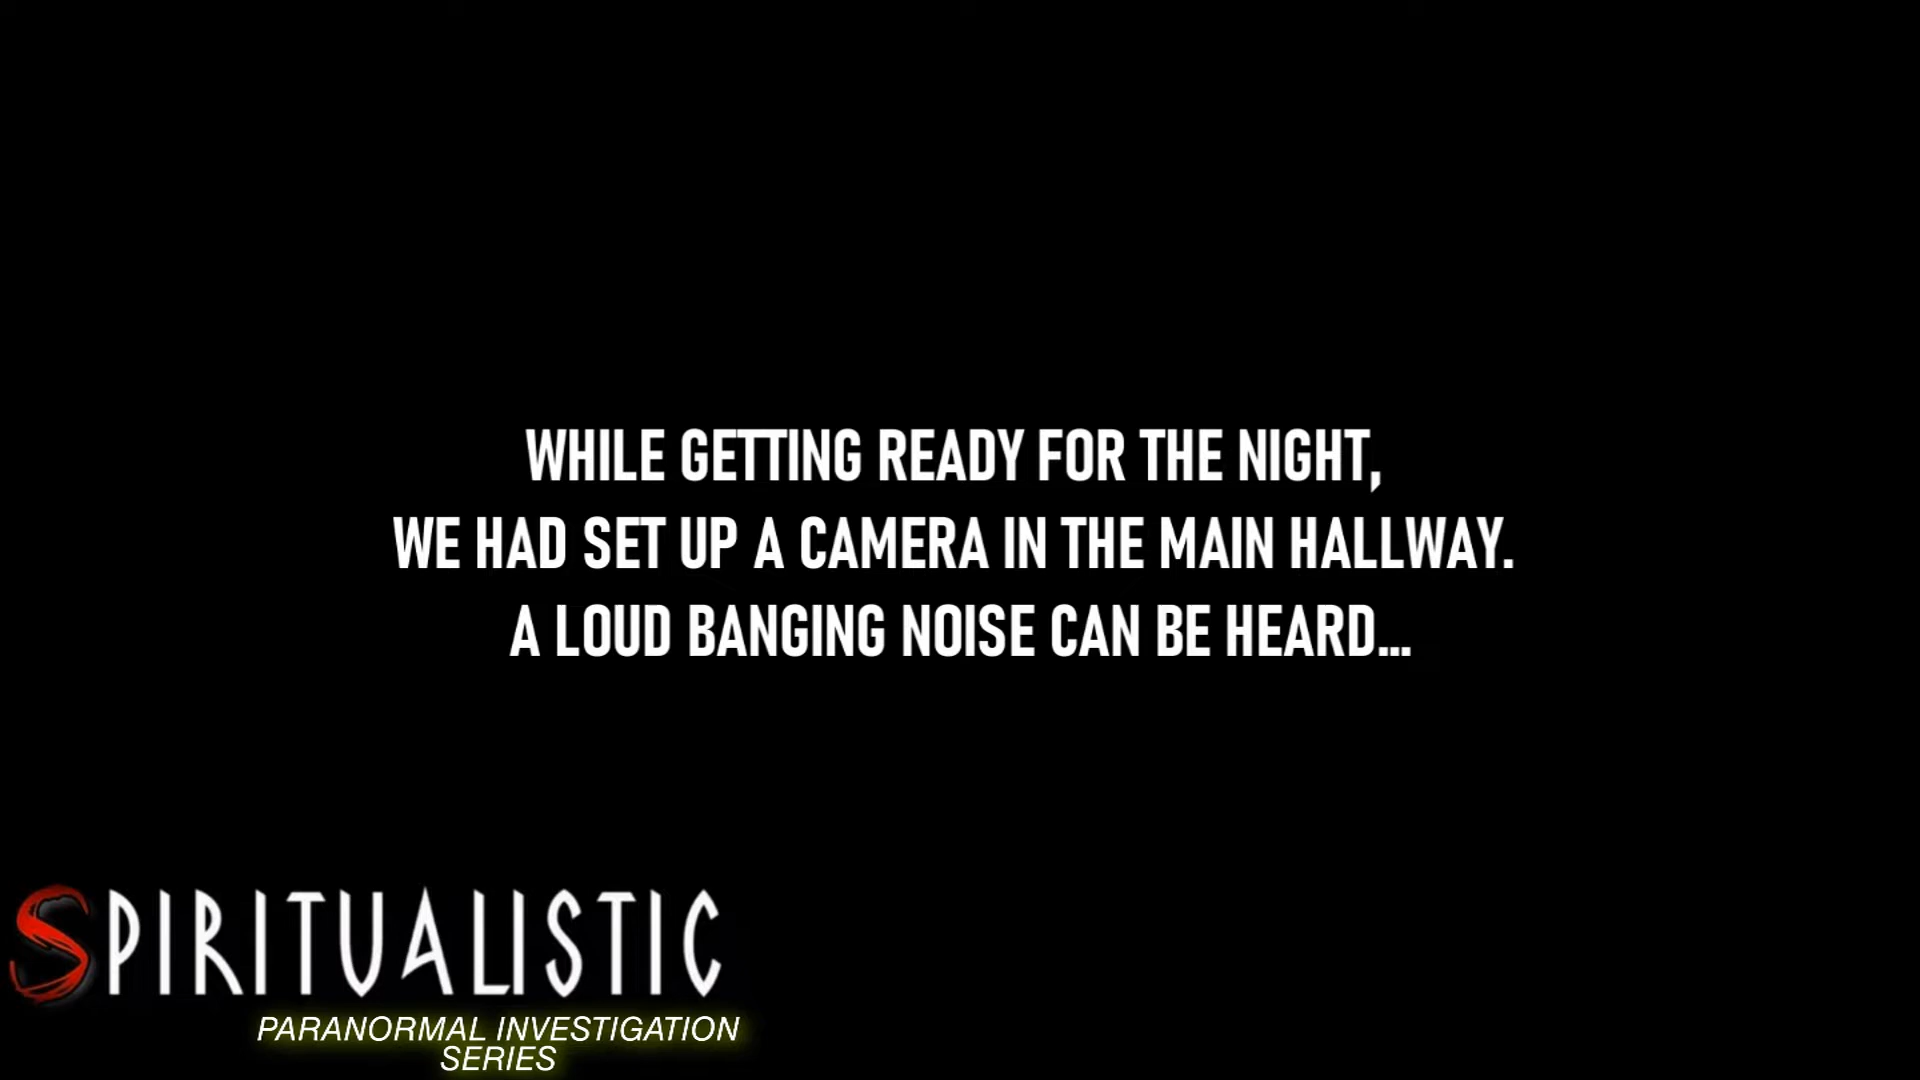 WHILE GETTING READY FOR THE NIGHT,
WE HAD SET UP A CAMERA IN THE MAIN HALLWAY.
A LOUD BANGING NOISE CAN BE HEARD...
SPIRITUALISTIC
PARANORMAL INVESTIGATION
SERIES